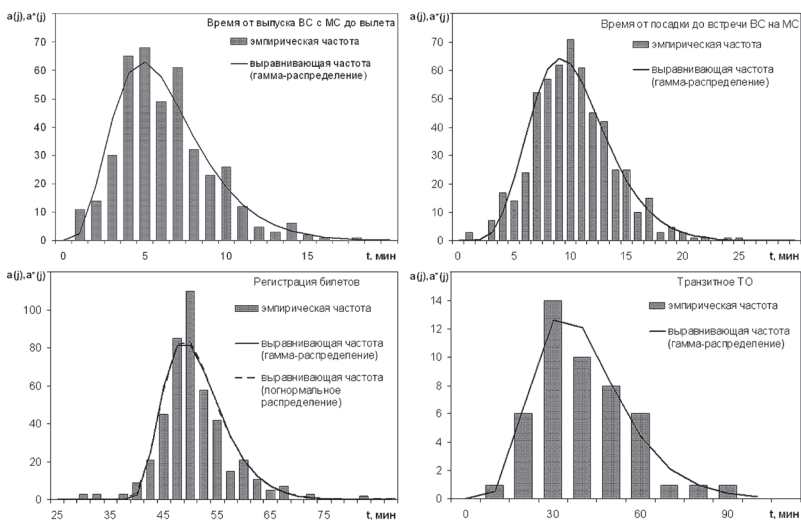 a(j),a*(j)
Время от выпуска ВС с МС до вылета
эмпирическая частота
выравнивающая частота
(гамма-распределение)
70
60
50
40
30
20
10
0
0 5 10 15 t, мин
a(j),a*(j)
Время от посадки до встречи ВС на МС
эмпирическая частота
выравнивающая частота
(гамма-распределение)
70
60
50
40
30
20
10
0
0 5 10 15 20 25 t, мин
a(j),a*(j)
Регистрация билетов
эмпирическая частота
выравнивающая частота
(гамма-распределение)
выравнивающая частота
(логнормальное
распределение)
100
80
60
40
20
0
25 35 45 55 65 75 t, мин
a(j),a*(j)
Транзитное ТО
эмпирическая частота
выравнивающая частота
(гамма-распределение)
14
12
10
8
6
4
2
0
0 30 60 90 t, мин